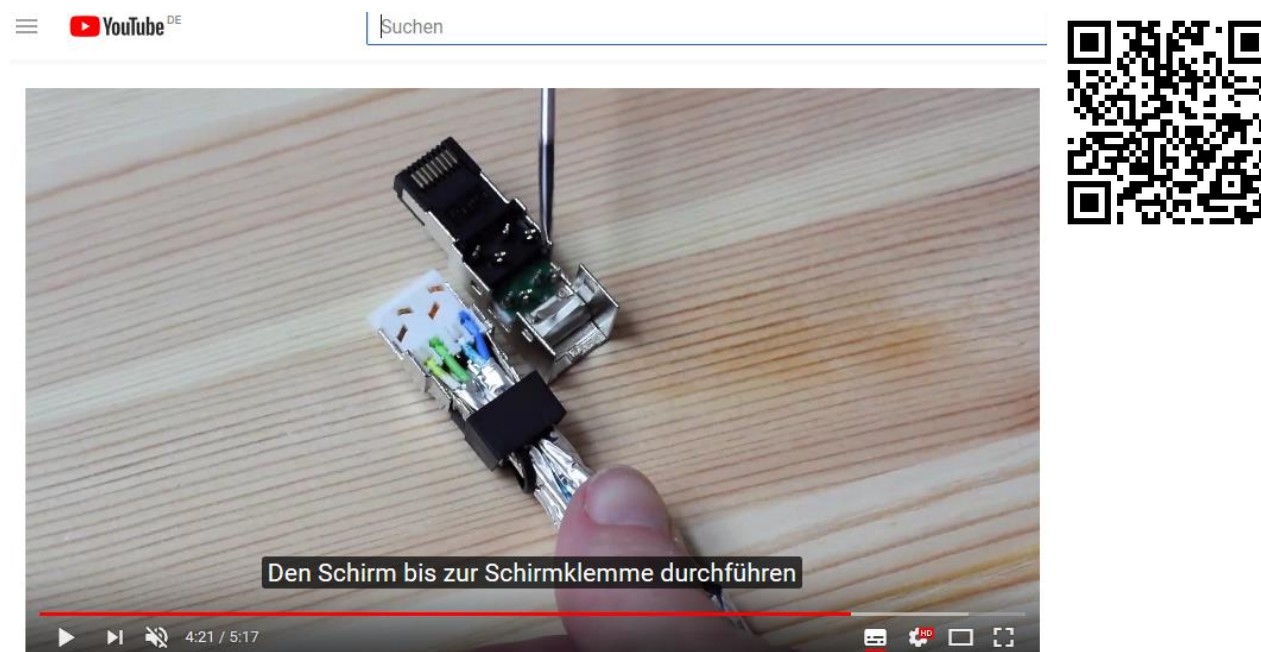 YouTube DE
Suchen
Den Schirm bis zur Schirmklemme durchführen
4:21 / 5:17
HD